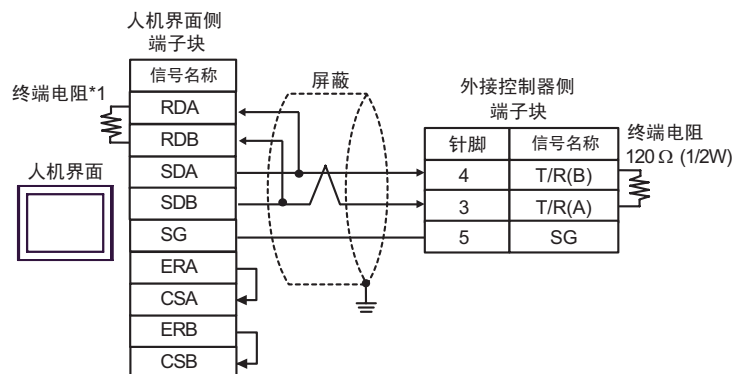 人机界面侧
端子块
信号名称
终端电阻*1
RDA
RDB
SDA
SDB
SG
ERA
CSA
ERB
CSB
人机界面
屏蔽
外接控制器侧
端子块
针脚 信号名称
4 T/R(B)
3 T/R(A)
5 SG
终端电阻
120 Ω (1/2W)